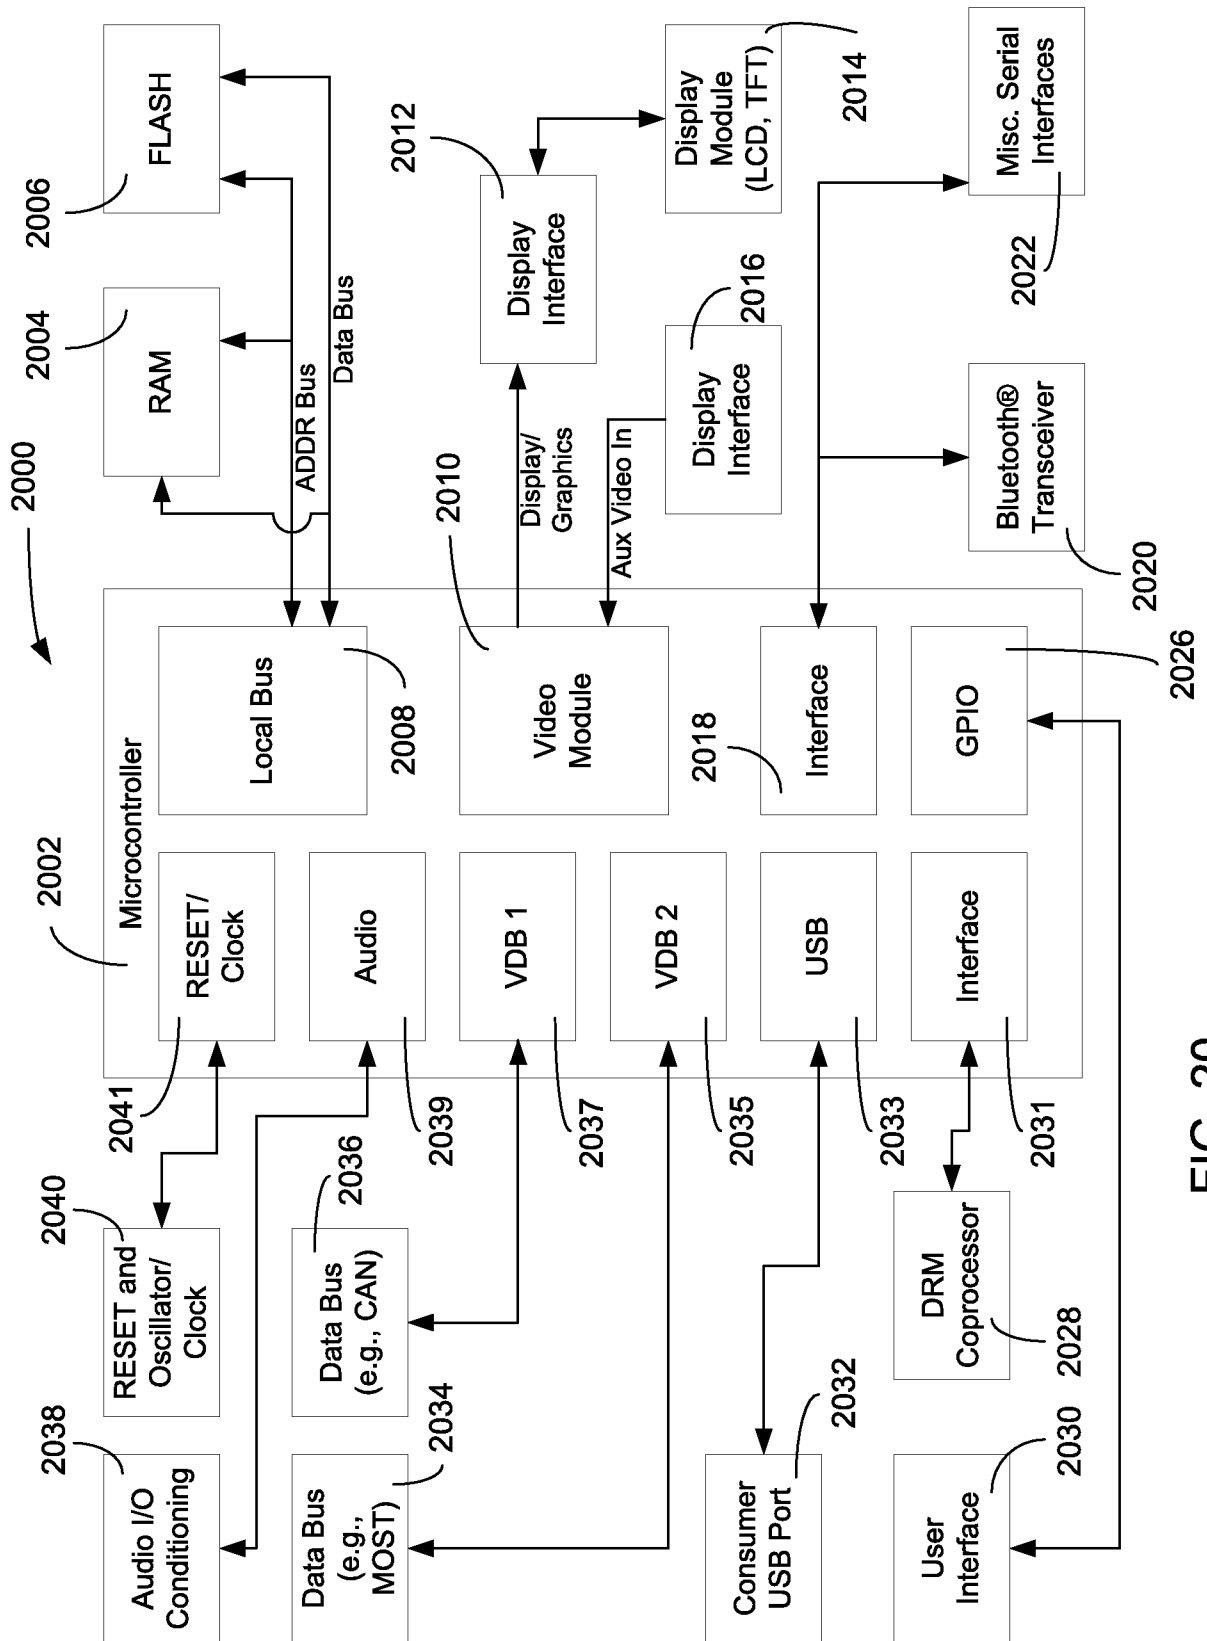 2000
2038
Audio I/O
Conditioning
2040
RESET and
Oscillator/
Clock
2041
RESET/
Clock
2002
Microcontroller
Local Bus
2008
2004
RAM
2006
FLASH
ADDR Bus
Data Bus
Audio
2039
Data Bus
(e.g.,
MOST)
2034
Data Bus
(e.g., CAN)
2036
VDB 1
2037
VDB 2
2035
Video
Module
2010
Display/
Graphics
Aux Video In
Display
Interface
2012
Display
Interface
2016
Display
Module
(LCD, TFT)
2014
Consumer
USB Port
2032
USB
2033
2018
Interface
User
Interface
2030
DRM
Coprocessor
2028
Interface
2031
GPIO
2026
Bluetooth®
Transceiver
2020
Misc. Serial
Interfaces
2022